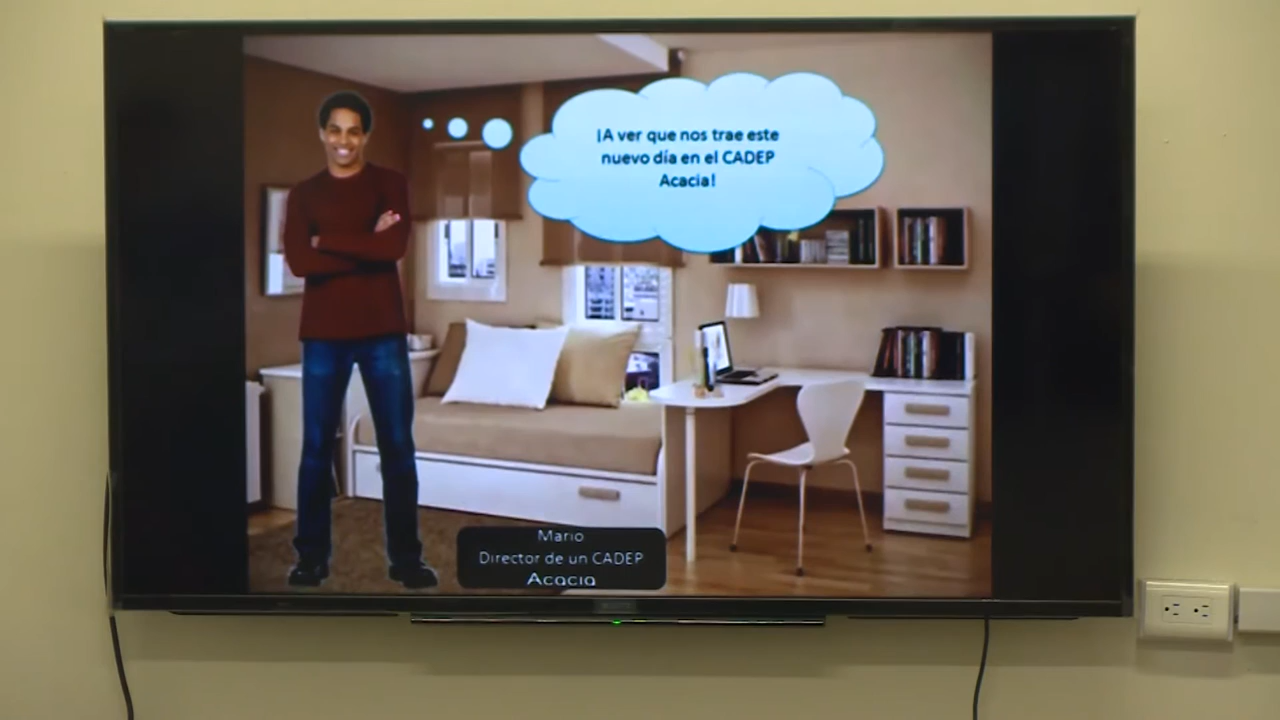 ¡A ver que nos trae este
nuevo día en el CADEP
Acacia!
Mario
Director de un CADEP
Acacia